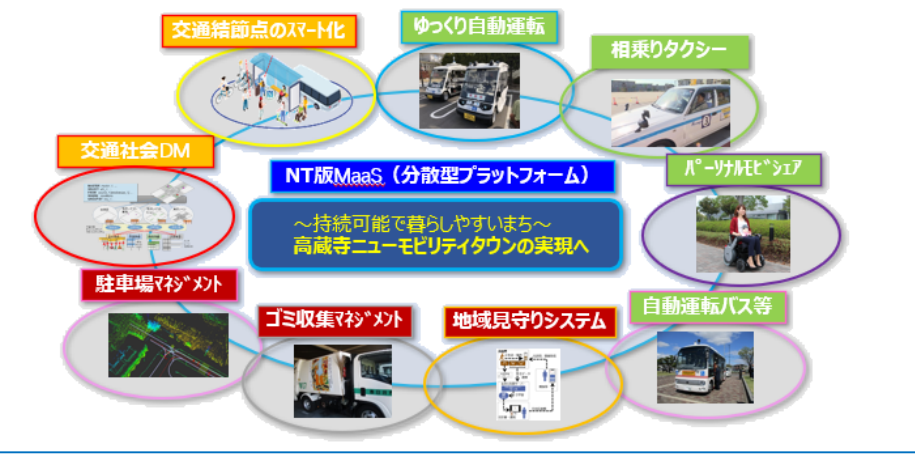 交通結節点のｽﾏｰﾄ化
ゆっくり自動運転
相乗りタクシー
交通社会DM
NT版MaaS（分散型プラットフォーム）
ﾊﾟｰｿﾅﾙﾓﾋﾞｼｪｱ
～持続可能で暮らしやすいまち～
高蔵寺ニューモビリティタウンの実現へ
駐車場ﾏﾈｼﾞﾒﾝﾄ
ゴミ収集ﾏﾈｼﾞﾒﾝﾄ
地域見守りシステム
自動運転バス等